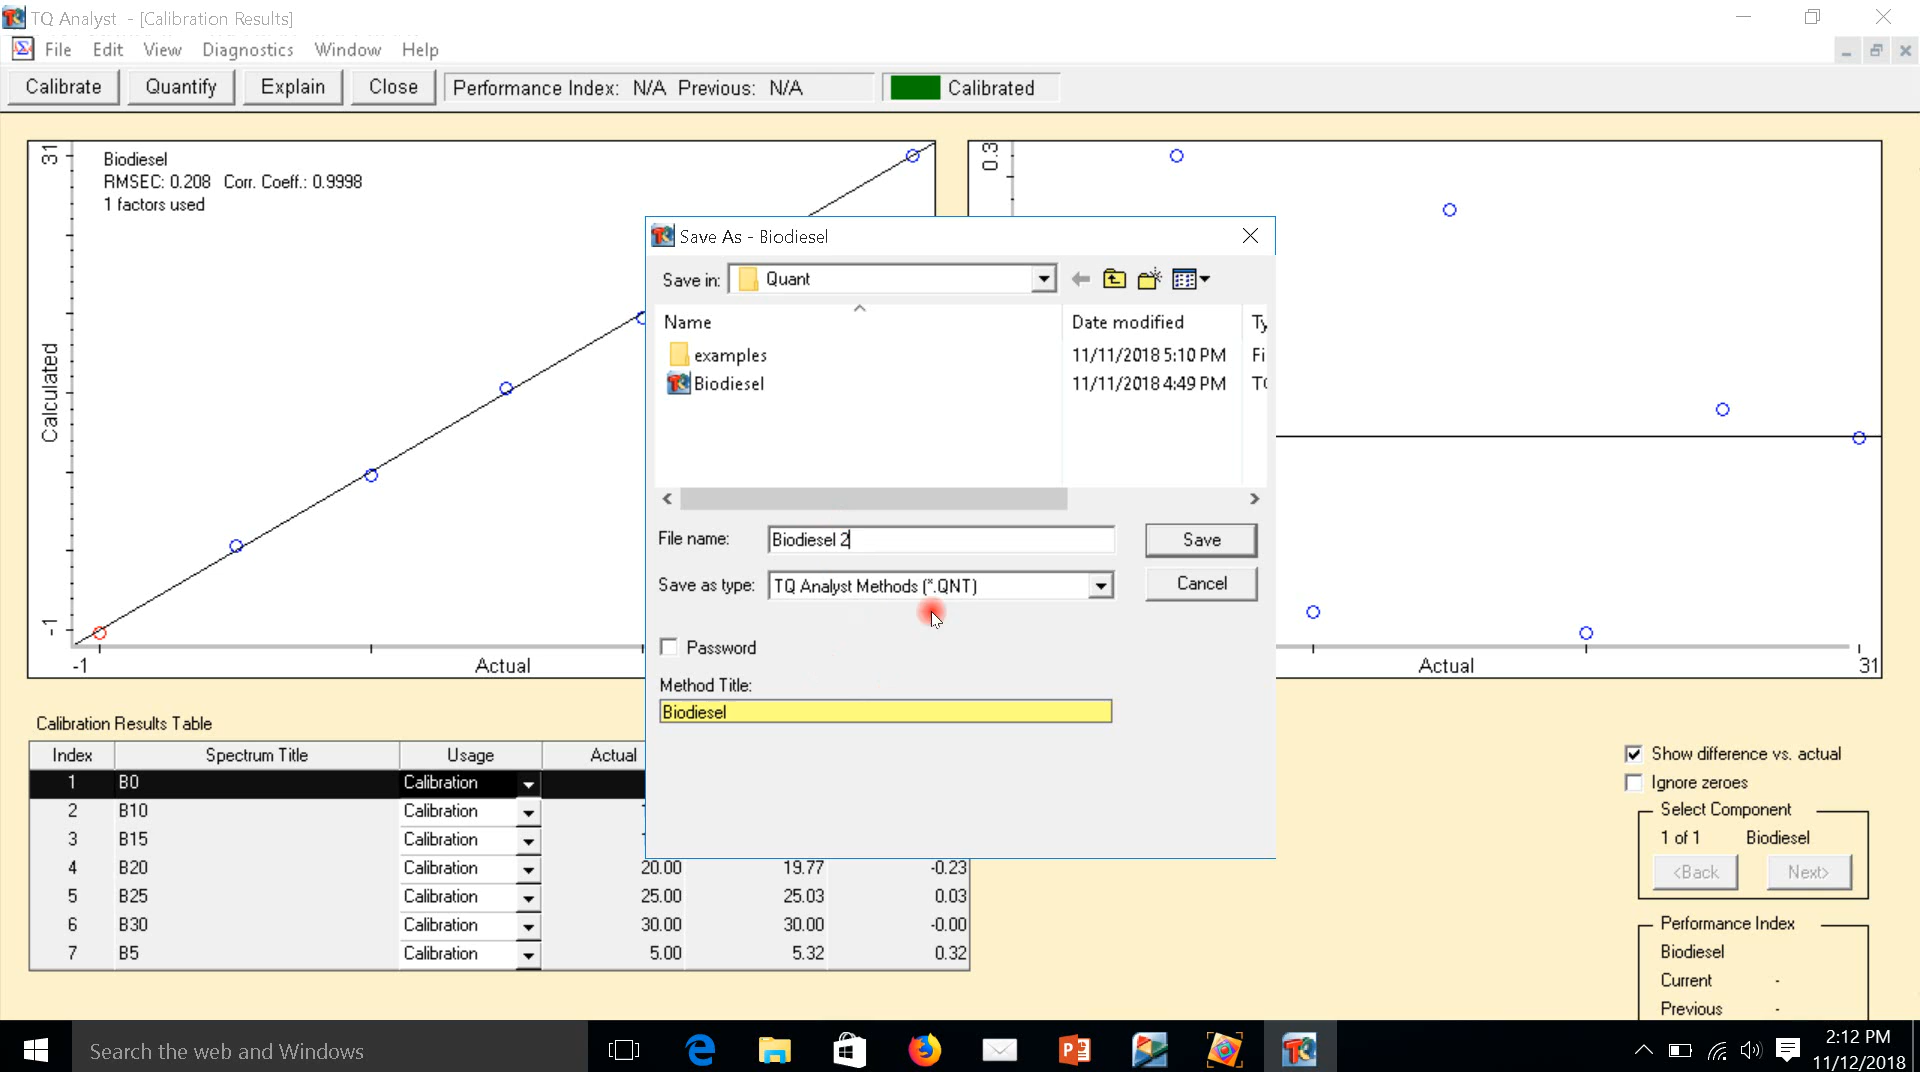 TQ Analyst - [Calibration Results]
File Edit View Diagnostics Window Help
Calibrate Quantify Explain Close Performance Index: N/A Previous: N/A Calibrated
31
Biodiesel
RMSEC: 0.208 Corr. Coeff.: 0.9998
1 factors used
Calculated
-1
-1 Actual
0.3
Actual 31
Save As - Biodiesel
Save in: Quant
Name Date modified Ty
examples 11/11/2018 5:10 PM Fi
Biodiesel 11/11/2018 4:49 PM
File name: Biodiesel 2 Save
Save as type: TQ Analyst Methods (*.QNT) Cancel
Password
Method Title:
Biodiesel
Calibration Results Table
Index Spectrum Title Usage Actual
1 B0 Calibration
2 B10 Calibration
3 B15 Calibration
4 B20 Calibration 20.00 19.77 -0.23
5 B25 Calibration 25.00 25.03 0.03
6 B30 Calibration 30.00 30.00 -0.00
7 B5 Calibration 5.00 5.32 0.32
Show difference vs. actual
Ignore zeroes
Select Component
1 of 1 Biodiesel
<Back Next>
Performance Index
Biodiesel
Current -
Previous -
Search the web and Windows
2:12 PM
11/12/2018